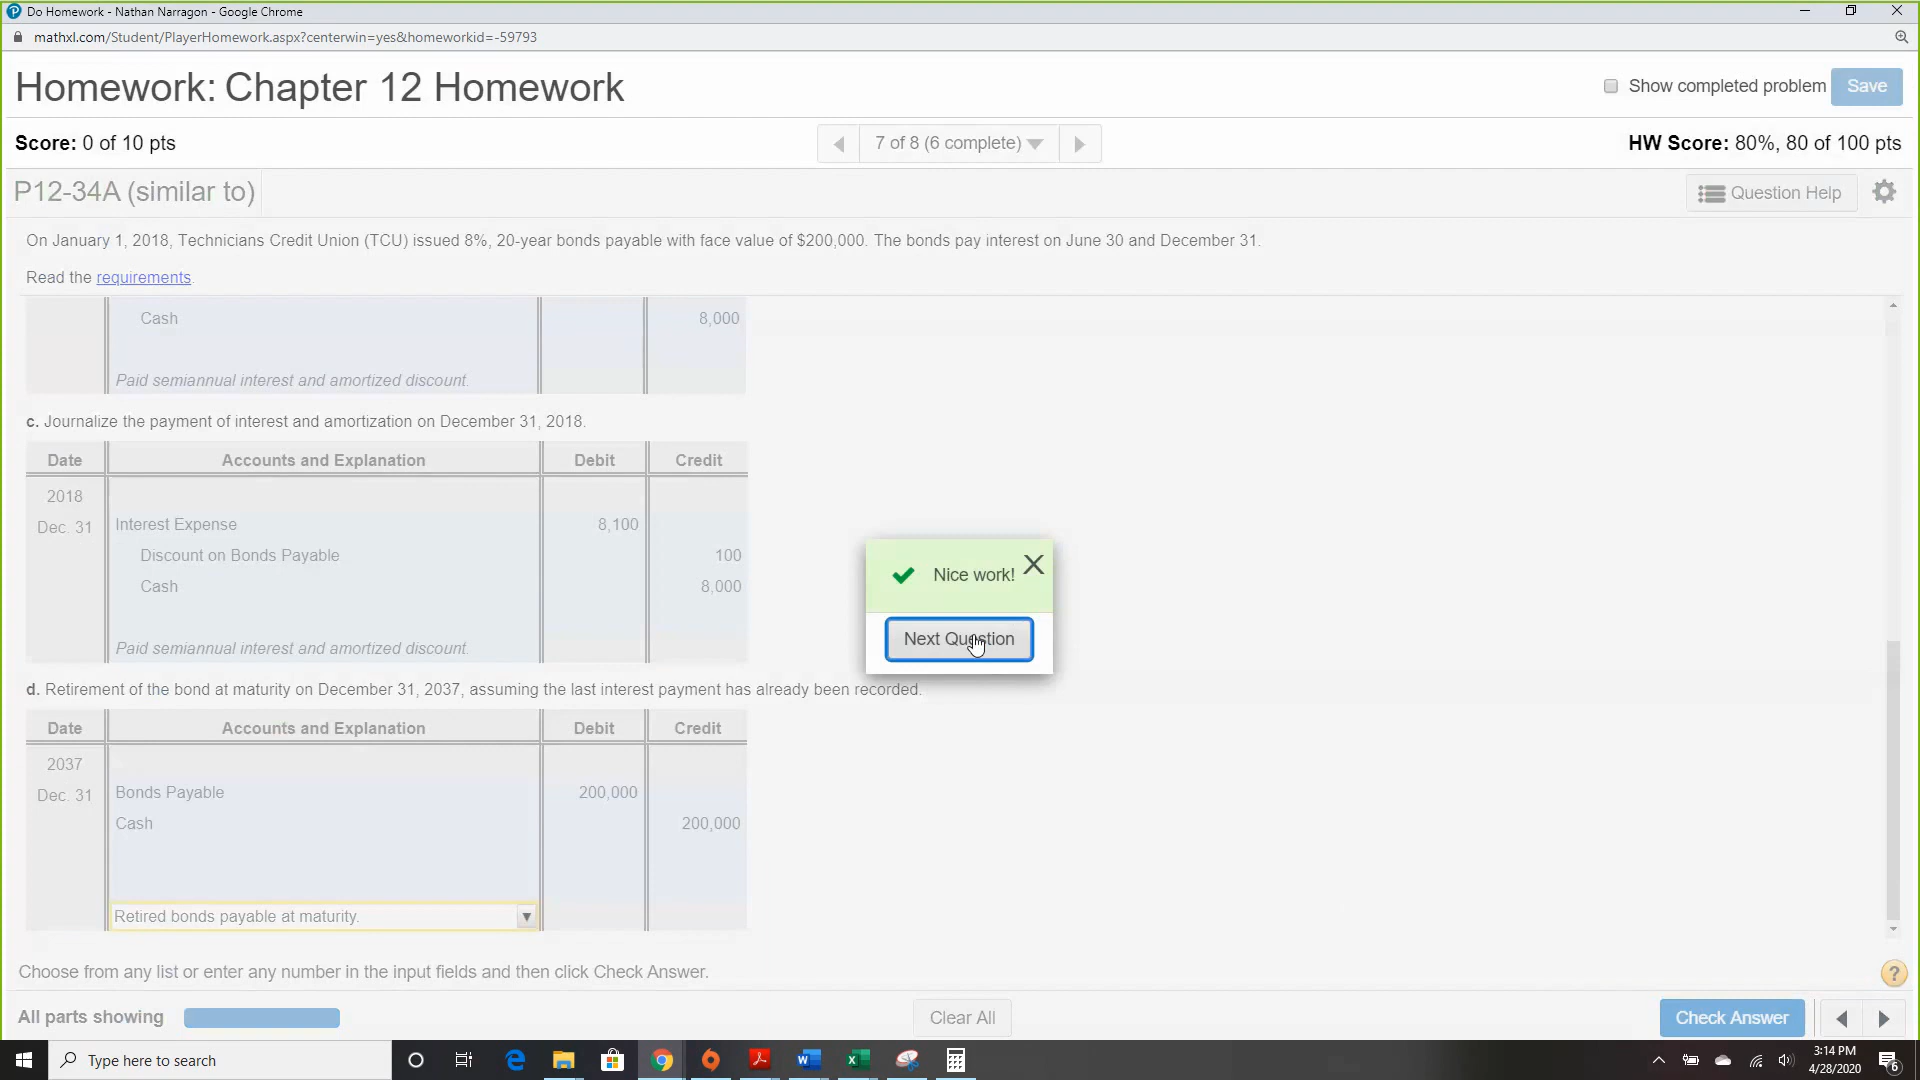 Do Homework - Nathan Narragon - Google Chrome
mathxl.com/Student/PlayerHomework.aspx?centerwin=yes&homeworkid=-59793
Homework: Chapter 12 Homework
Show completed problem
Save
Score: 0 of 10 pts
7 of 8 (6 complete)
HW Score: 80%, 80 of 100 pts
P12-34A (similar to)
Question Help
On January 1, 2018, Technicians Credit Union (TCU) issued 8%, 20-year bonds payable with face value of $200,000. The bonds pay interest on June 30 and December 31.
Read the requirements.
Cash 8,000
Paid semiannual interest and amortized discount.
c. Journalize the payment of interest and amortization on December 31, 2018.
Date Accounts and Explanation Debit Credit
2018
Dec. 31 Interest Expense 8,100
Discount on Bonds Payable 100
Cash 8,000
Paid semiannual interest and amortized discount.
Nice work!
Next Question
d. Retirement of the bond at maturity on December 31, 2037, assuming the last interest payment has already been recorded.
Date Accounts and Explanation Debit Credit
2037
Dec. 31 Bonds Payable 200,000
Cash 200,000
Retired bonds payable at maturity.
Choose from any list or enter any number in the input fields and then click Check Answer.
?
All parts showing
Clear All
Check Answer
Type here to search
3:14 PM
4/28/2020
6